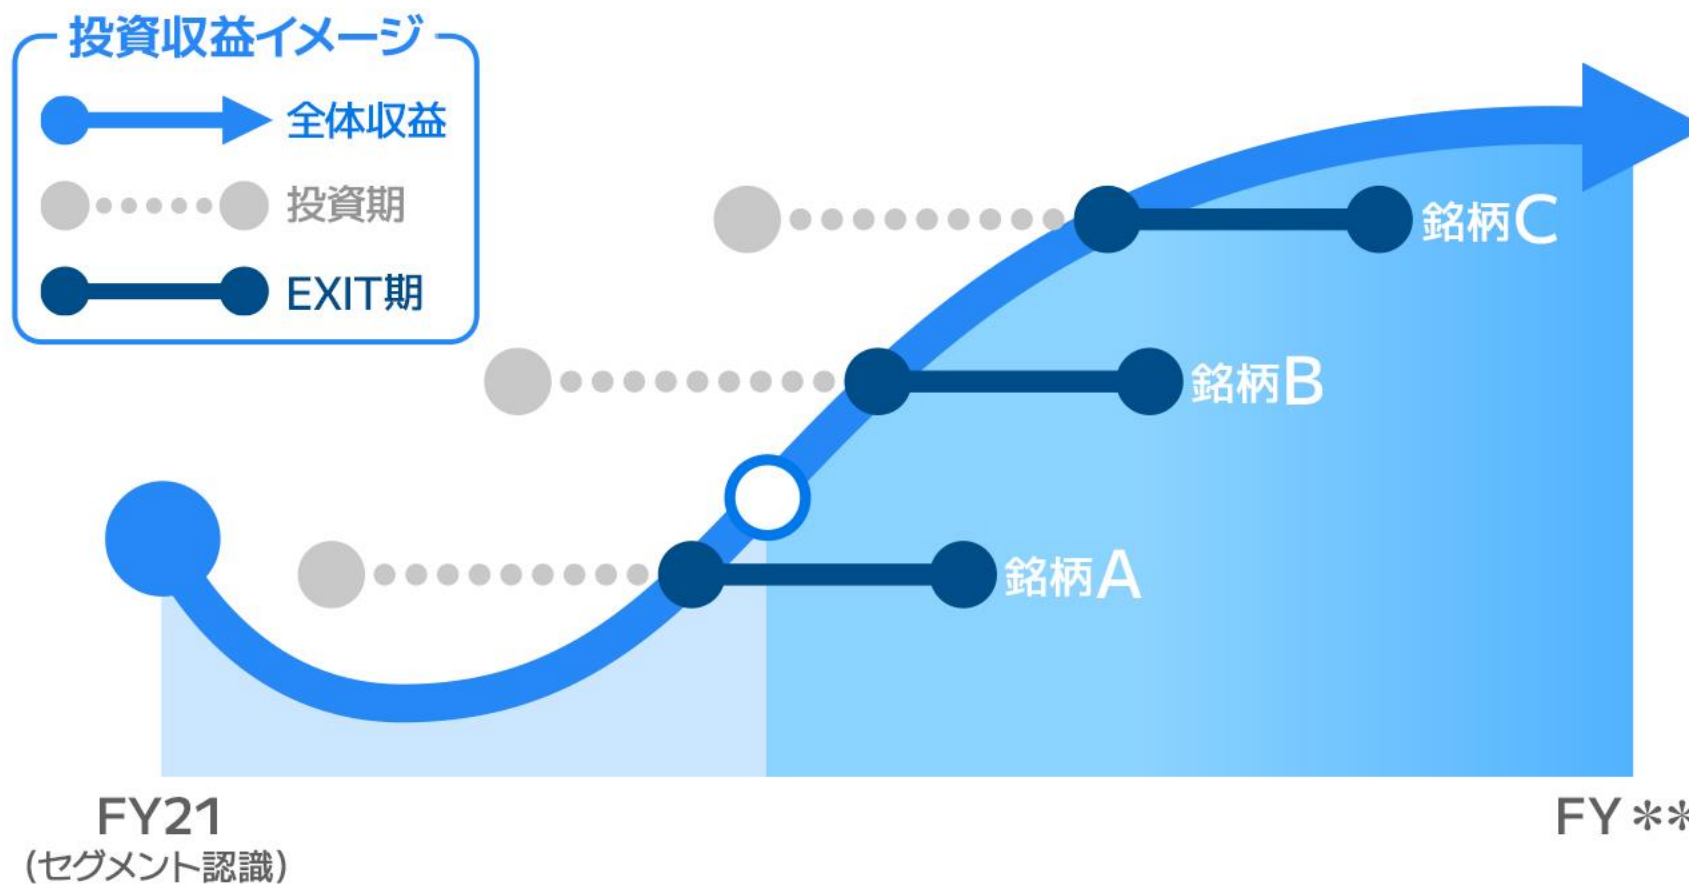 投資収益イメージ
全体収益
投資期
EXIT期
銘柄C
銘柄B
銘柄A
FY21
(セグメント認識)
FY**